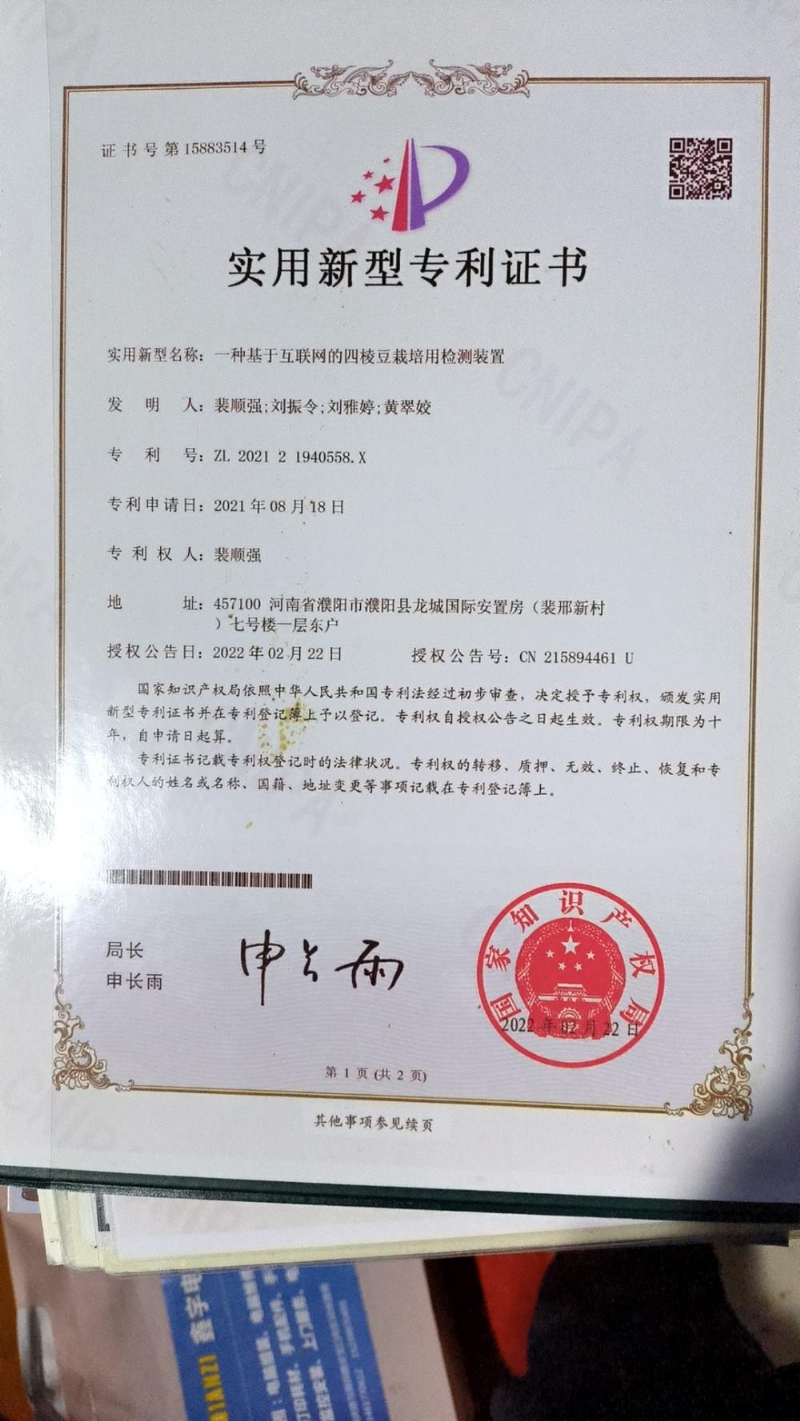 证书号第15883514号
实用新型专利证书
实用新型名称：一种基于互联网的四棱豆栽培用检测装置
发明人：裴顺强;刘振令;刘雅婷;黄翠姣
专利号：ZL 2021 2 1940558.X
专利申请日：2021年08月18日
专利权人：裴顺强
地址：457100 河南省濮阳市濮阳县龙城国际安置房（裴邢新村
）七号楼一层东户
授权公告日：2022年02月22日 授权公告号：CN 215894461 U
国家知识产权局依照中华人民共和国专利法经过初步审查，决定授予专利权，颁发实用
新型专利证书并在专利登记簿上予以登记。专利权自授权公告之日起生效。专利权期限为十
年，自申请日起算。
专利证书记载专利权登记时的法律状况。专利权的转移、质押、无效、终止、恢复和专
利权人的姓名或名称、国籍、地址变更等事项记载在专利登记簿上。
局长
申长雨
申长雨
国家知识产权局
2022年02月22日
第 1 页 (共 2 页)
其他事项参见续页
CNIPA